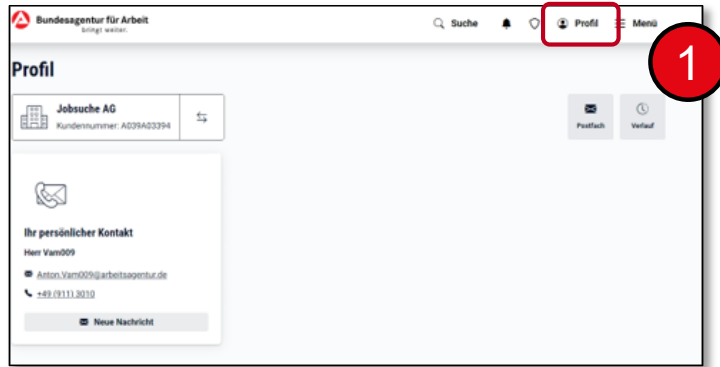 Bundesagentur für Arbeit
bringt weiter.
Suche
Profil
Menü
1
Profil
Jobsuche AG
Kundennummer: A039A03394
Postfach
Verlauf
Ihr persönlicher Kontakt
Herr Vam009
Anton.Vam009@arbeitsagentur.de
+49 (911) 3010
Neue Nachricht